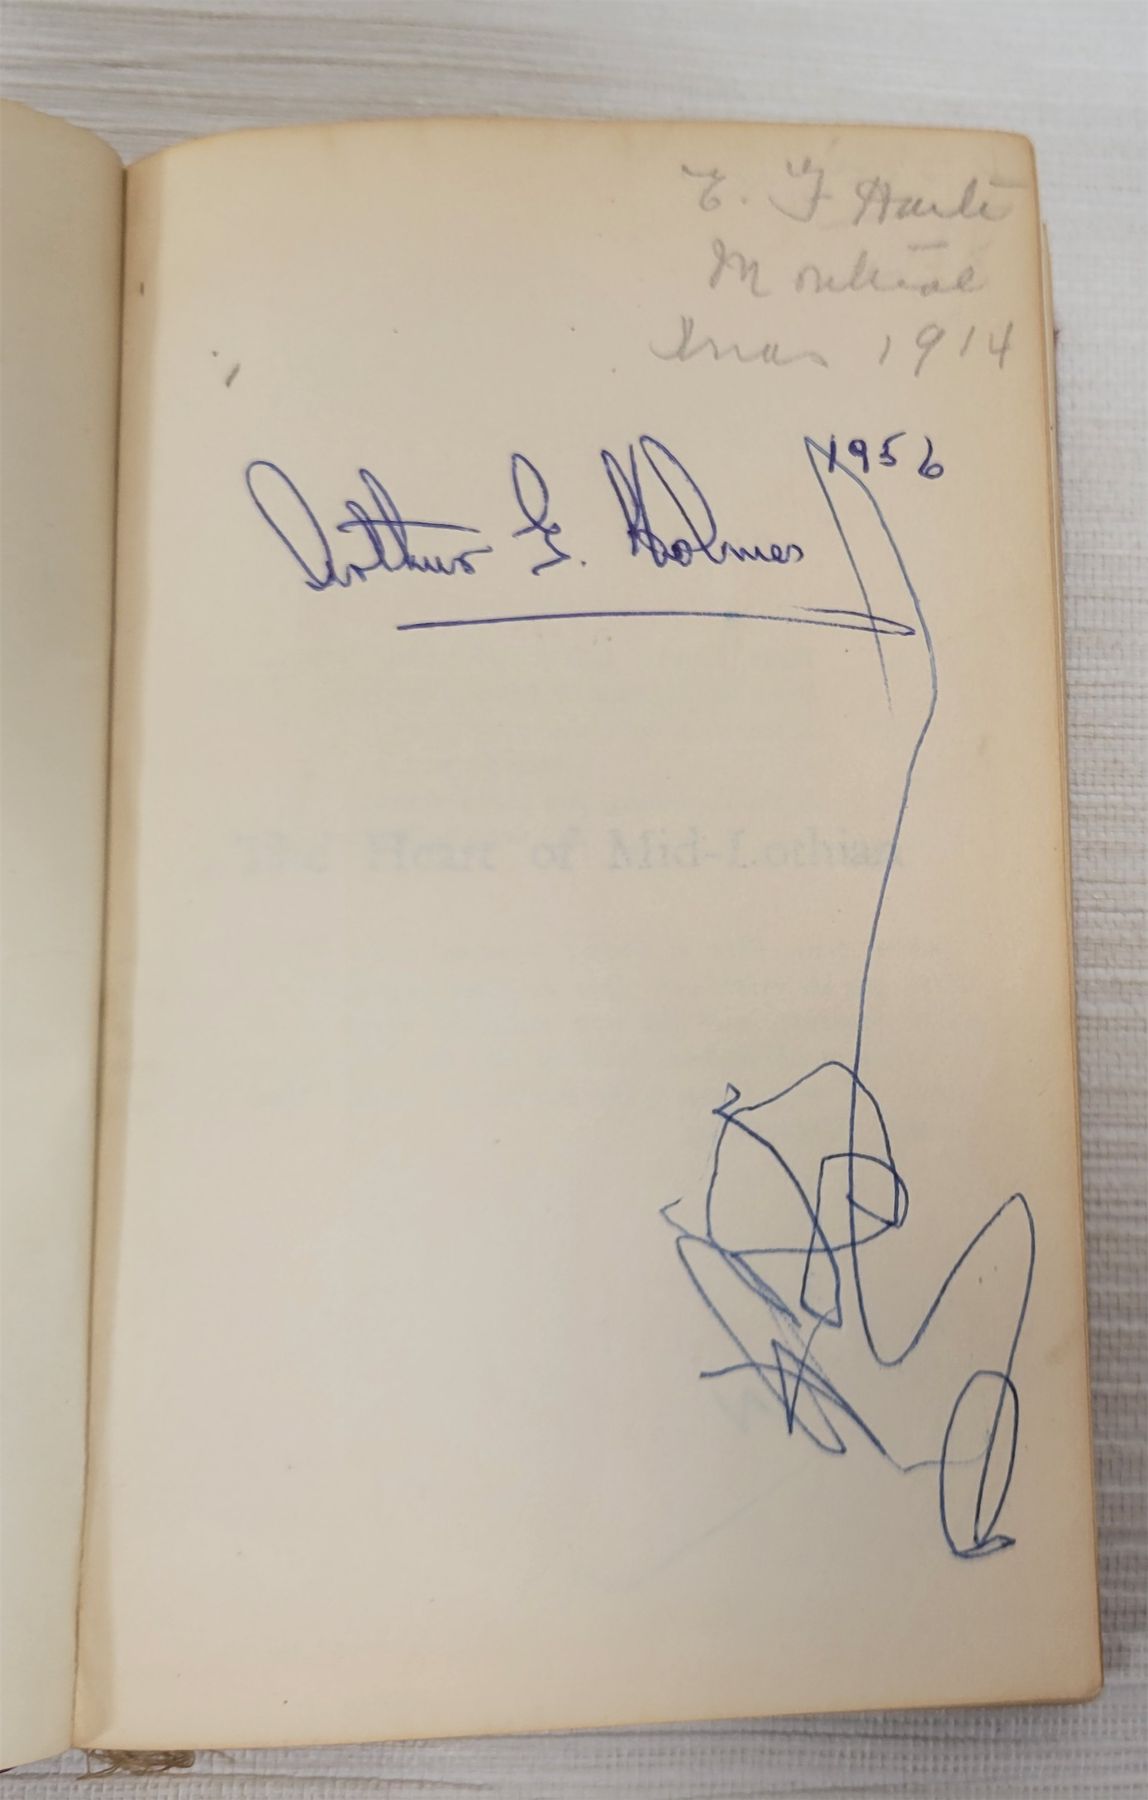 E. F
Montreal
Xmas 1914
1956
Arthur G. Holmes
The Heart of Mid-Lothian